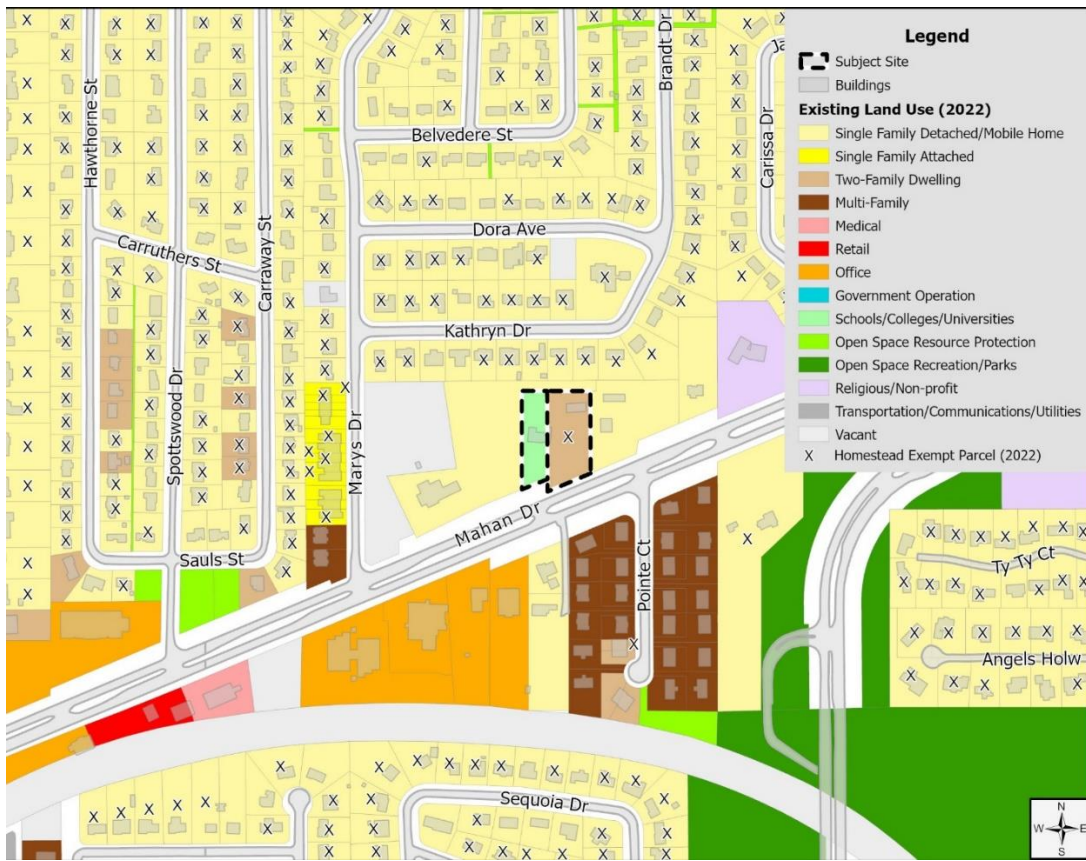 Legend
Subject Site
Buildings
Existing Land Use (2022)
Single Family Detached/Mobile Home
Single Family Attached
Two-Family Dwelling
Multi-Family
Medical
Retail
Office
Government Operation
Schools/Colleges/Universities
Open Space Resource Protection
Open Space Recreation/Parks
Religious/Non-profit
Transportation/Communications/Utilities
Vacant
X Homestead Exempt Parcel (2022)
Hawthorne St
Carruthers St
Spottswood Dr
Carraway St
Sauls St
Marys Dr
Belvedere St
Dora Ave
Kathryn Dr
Brandt Dr
Carissa Dr
Ja
Mahan Dr
Pointe Ct
Ty Ty Ct
Angels Holw
Sequoia Dr
N
W E
S